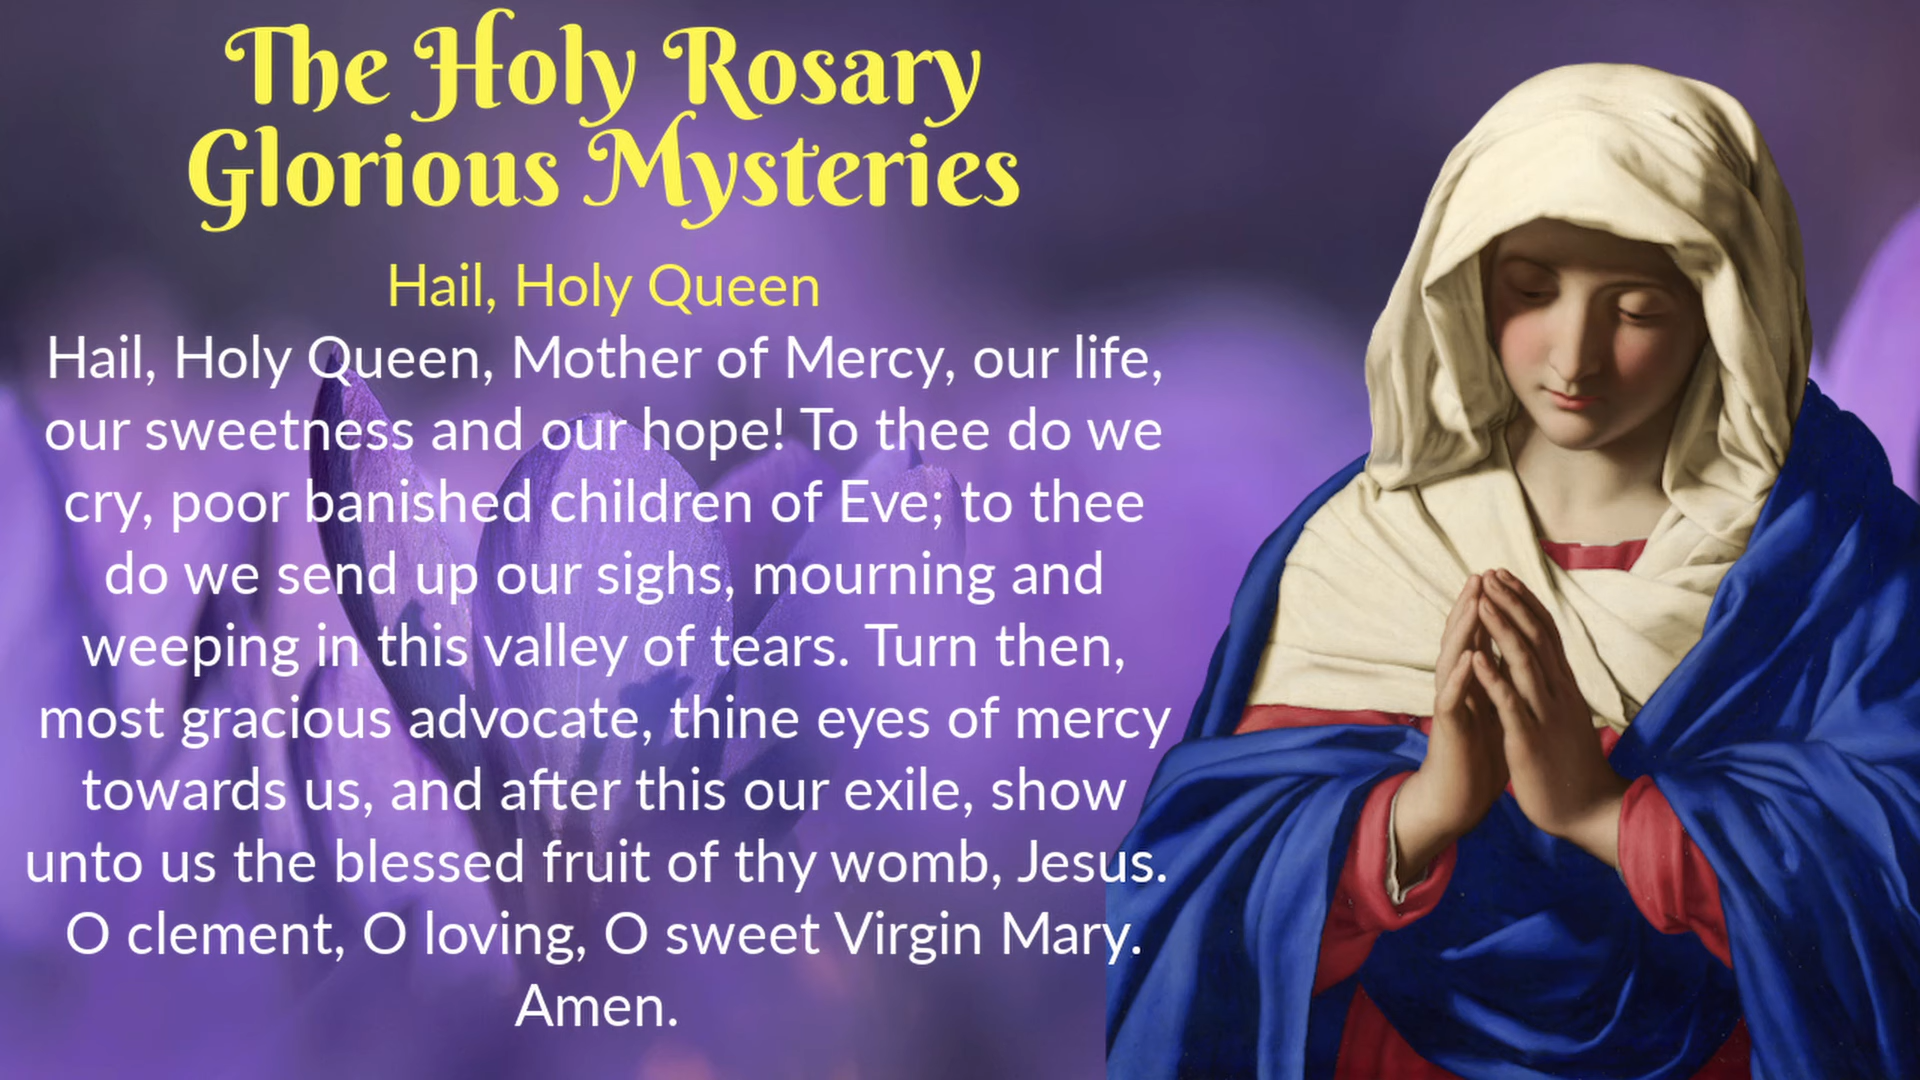 The Holy Rosary
Glorious Mysteries
Hail, Holy Queen
Hail, Holy Queen, Mother of Mercy, our life,
our sweetness and our hope! To thee do we
cry, poor banished children of Eve; to thee
do we send up our sighs, mourning and
weeping in this valley of tears. Turn then,
most gracious advocate, thine eyes of mercy
towards us, and after this our exile, show
unto us the blessed fruit of thy womb, Jesus.
O clement, O loving, O sweet Virgin Mary.
Amen.